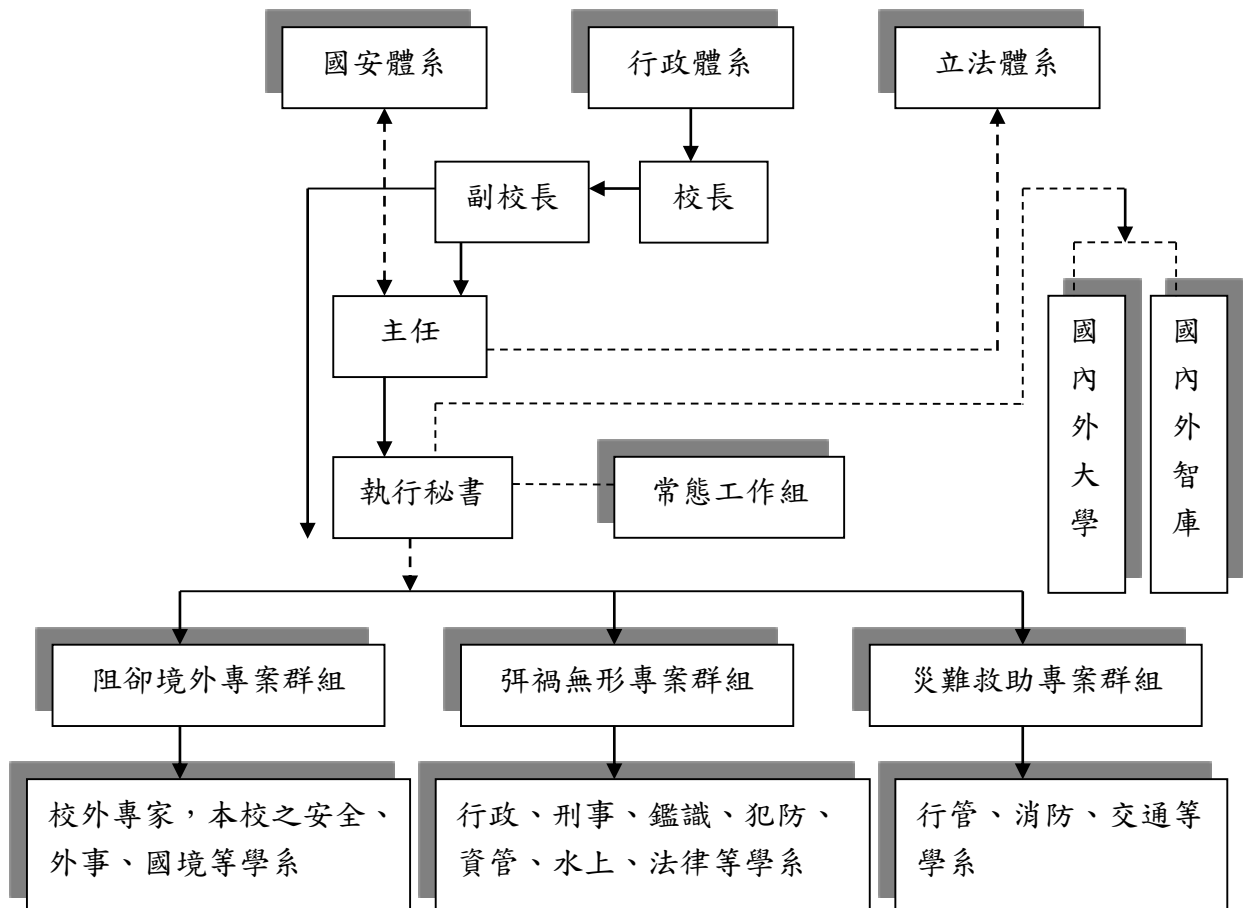 國安體系
行政體系
立法體系
副校長
校長
主任
國內外大學
國內外智庫
執行秘書
常態工作組
阻卻境外專案群組
弭禍無形專案群組
災難救助專案群組
校外專家，本校之安全、
外事、國境等學系
行政、刑事、鑑識、犯防、
資管、水上、法律等學系
行管、消防、交通等
學系